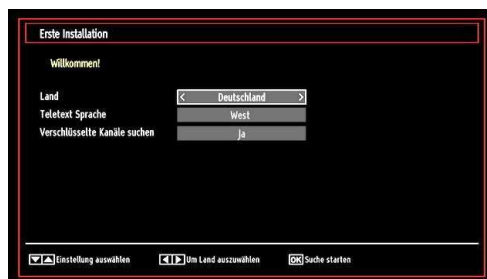 Erste Installation
Willkommen!
Land < Deutschland >
Teletext Sprache West
Verschlüsselte Kanäle suchen Ja
Einstellung auswählen Um Land auszuwählen OK Suche starten